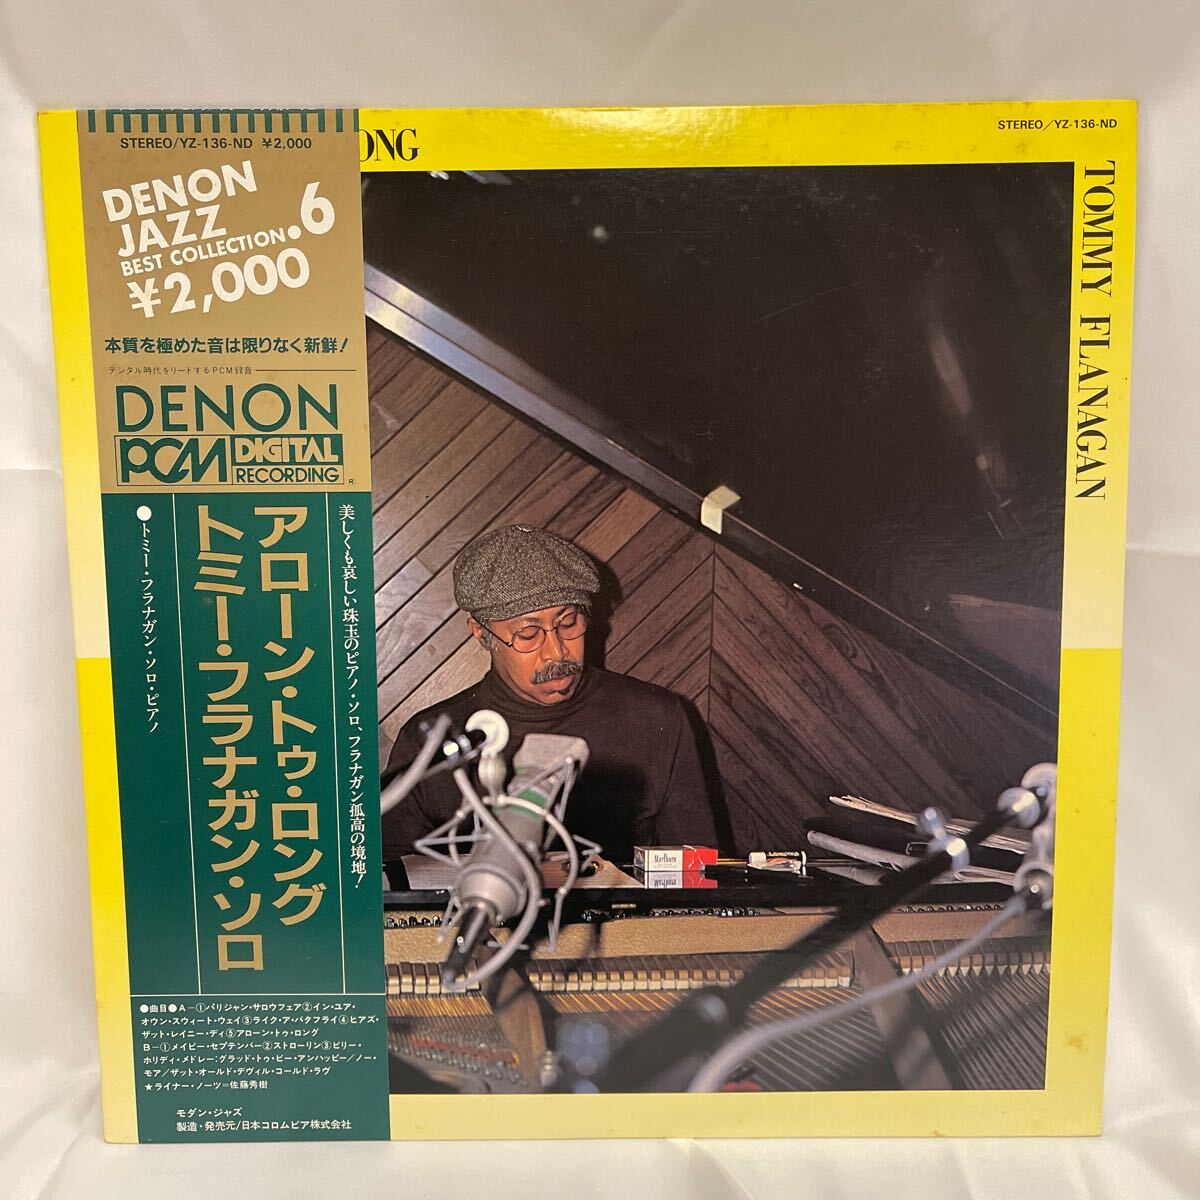 STEREO/YZ-136-ND ¥2,000
DENON
JAZZ
BEST COLLECTION.6
¥2,000
本質を極めた音は限りなく新鮮!
デジタル時代をリードするPCM録音
DENON
PCM DIGITAL
RECORDING
R
美しくも哀しい珠玉のピアノ・ソロ、フラナガン孤高の境地!
アローン・トゥ・ロング
トミー・フラナガン・ソロ
●トミー・フラナガン・ソロ・ピアノ
●曲目●A-①パリジャン・サロウフェア②イン・ユア・
オウン・スウィート・ウェイ③ライク・ア・バタフライ④ヒアズ・
ザット・レイニー・デイ⑤アローン・トゥ・ロング
B-①メイビー・セプテンバー②ストローリン③ビリー・
ホリディ・メドレー:グラッド・トゥ・ビー・アンハッピー/ノー・
モア/ザット・オールド・デヴィル・コールド・ラヴ
★ライナー・ノーツ=佐藤秀樹
モダン・ジャズ
製造・発売元/日本コロムビア株式会社
ONG
STEREO/YZ-136-ND
TOMMY FLANAGAN
Marlboro
Marlboro